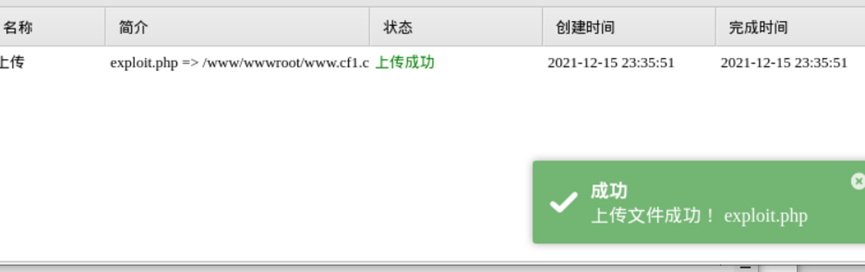 名称 简介 状态 创建时间 完成时间
上传 exploit.php => /www/wwwroot/www.cf1.c 上传成功 2021-12-15 23:35:51 2021-12-15 23:35:51
成功
上传文件成功！ exploit.php